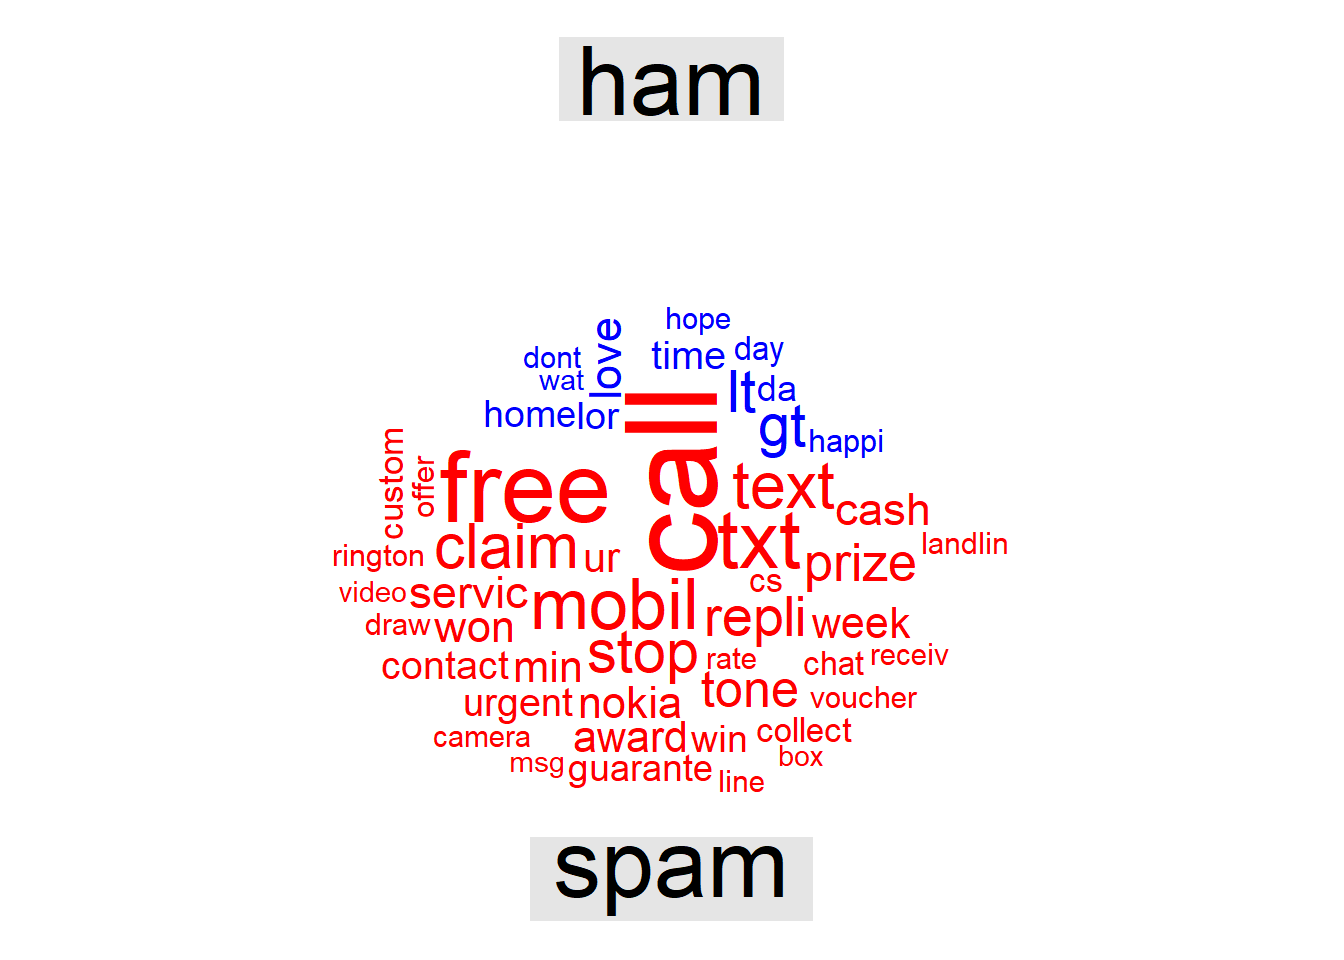 ham
hope
love
time
day
dont
wat
lt
da
home
lor
gt
happi
call
custom
offer
free
text
cash
claim
ur
txt
landlin
rington
prize
cs
video
servic
mobil
repli
week
draw
won
stop
contact
min
rate
chat
receiv
urgent
nokia
tone
voucher
camera
award
win
collect
msg
guarante
box
line
spam